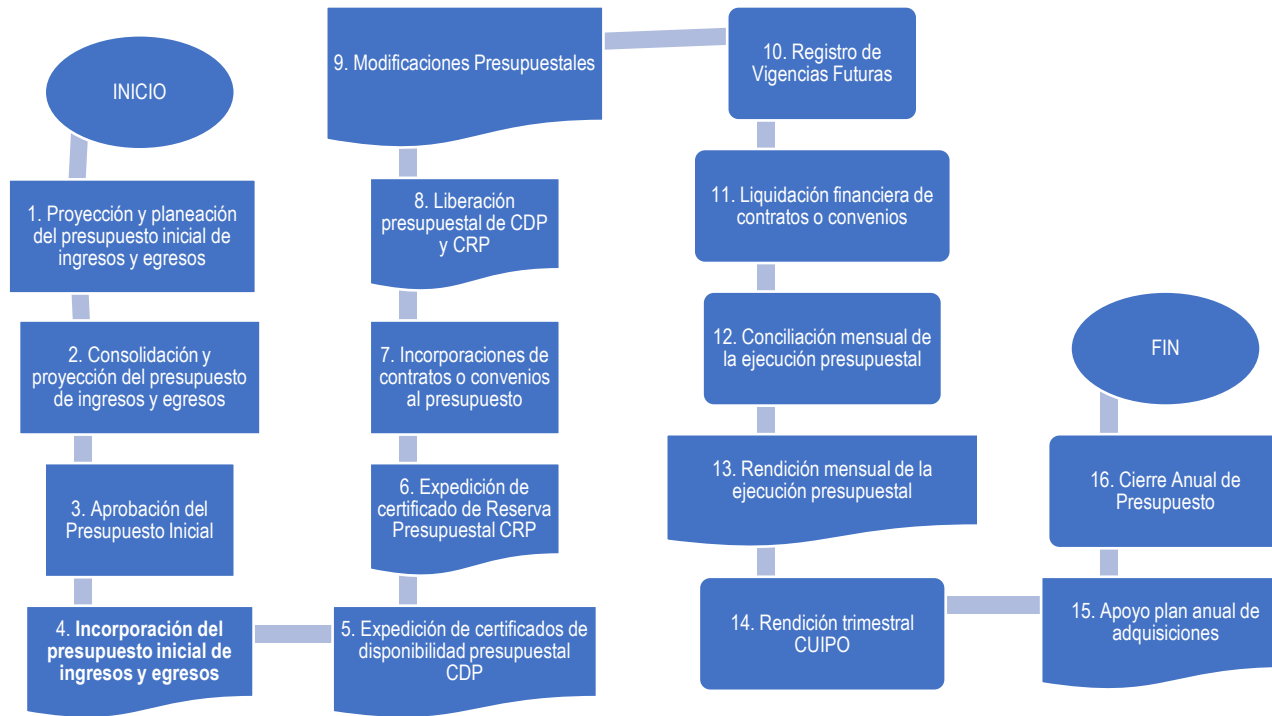 INICIO
1. Proyección y planeación
del presupuesto inicial de
ingresos y egresos
2. Consolidación y
proyección del presupuesto
de ingresos y egresos
3. Aprobación del
Presupuesto Inicial
4. Incorporación del
presupuesto inicial de
ingresos y egresos
5. Expedición de certificados de
disponibilidad presupuestal
CDP
6. Expedición de
certificado de Reserva
Presupuestal CRP
7. Incorporaciones de
contratos o convenios
al presupuesto
8. Liberación
presupuestal de CDP
y CRP
9. Modificaciones Presupuestales
10. Registro de
Vigencias Futuras
11. Liquidación financiera de
contratos o convenios
12. Conciliación mensual de
la ejecución presupuestal
13. Rendición mensual de la
ejecución presupuestal
14. Rendición trimestral
CUIPO
15. Apoyo plan anual de
adquisiciones
16. Cierre Anual de
Presupuesto
FIN